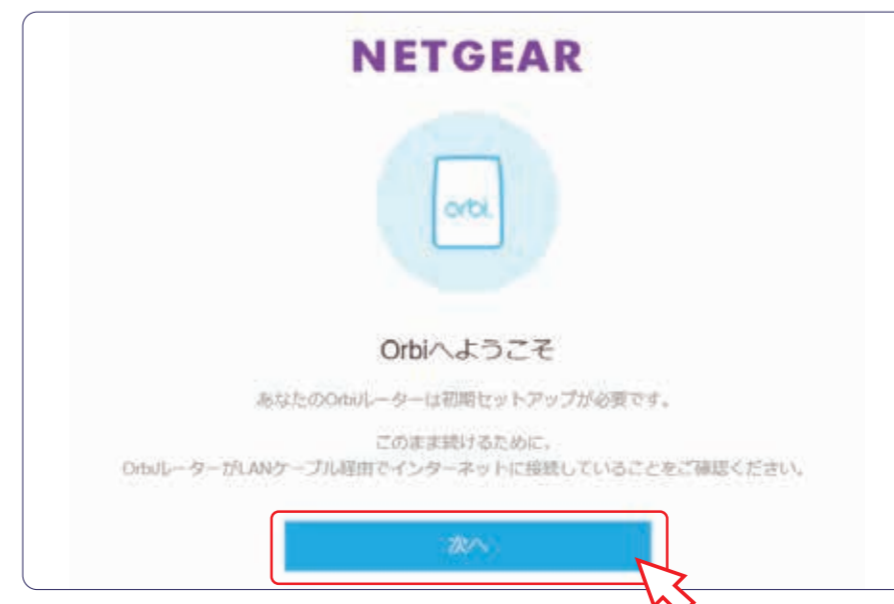 NETGEAR
orbi.
Orbiへようこそ
あなたのOrbiルーターは初期セットアップが必要です。
このまま続けるために、
OrbiルーターがLANケーブル経由でインターネットに接続していることをご確認ください。
次へ